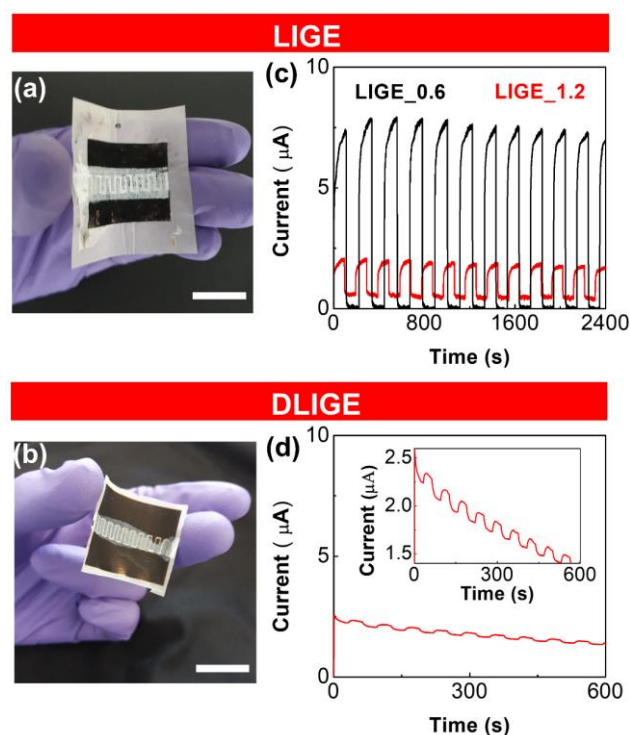 LIGE
(a)
(c)
10
LIGE_0.6 LIGE_1.2
Current (μA)
5
0
0 800 1600 2400
Time (s)
DLIGE
(b)
(d)
10
Current (μA)
5
0
0 300 600
Time (s)
2.5
Current (μA)
2.0
1.5
0 300 600
Time (s)